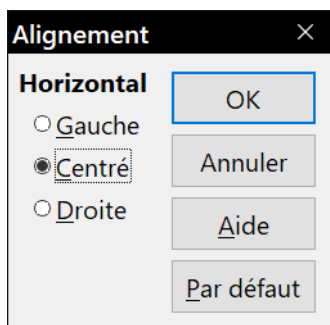 Alignement
Horizontal
Gauche
Centré
Droite
OK
Annuler
Aide
Par défaut